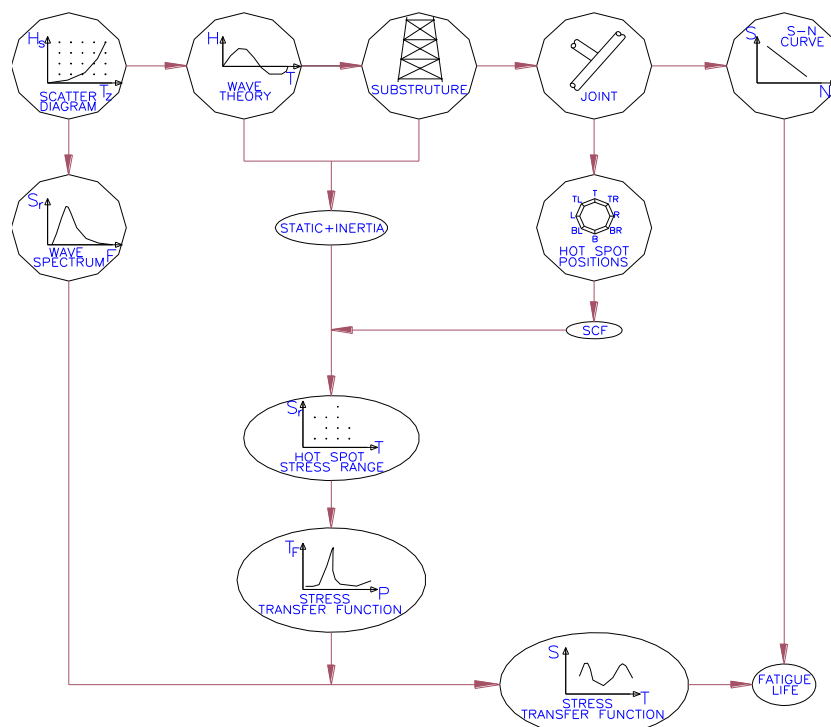 Hs
Tz
SCATTER
DIAGRAM
H
T
WAVE
THEORY
SUBSTRUTURE
JOINT
S
S-N
CURVE
N
Sr
F
WAVE
SPECTRUM
STATIC+INERTIA
T
TL
TR
L
R
BL
BR
B
HOT SPOT
POSITIONS
SCF
Sr
T
HOT SPOT
STRESS RANGE
TF
P
STRESS
TRANSFER FUNCTION
S
T
STRESS
TRANSFER FUNCTION
FATIGUE
LIFE